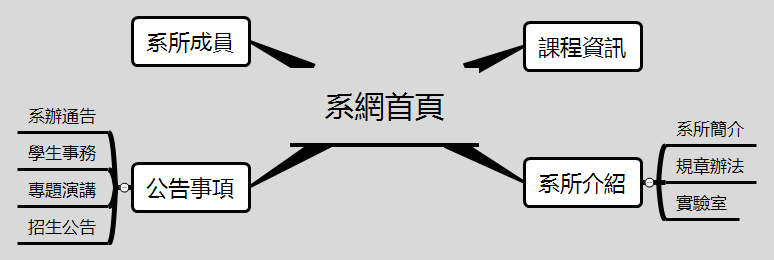 系所成員
課程資訊
系網首頁
系辦通告
學生事務
專題演講
招生公告
公告事項
系所介紹
系所簡介
規章辦法
實驗室